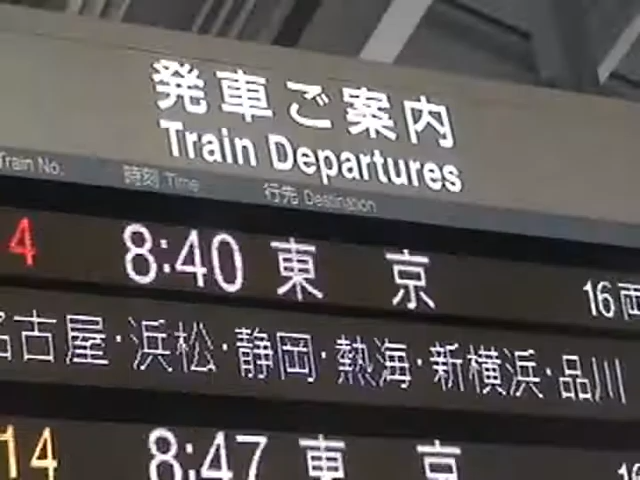 発車ご案内
Train Departures
Train No. 時刻 Time 行先 Destination
4 8:40 東京 16両
名古屋・浜松・静岡・熱海・新横浜・品川
14 8:47 東京 16